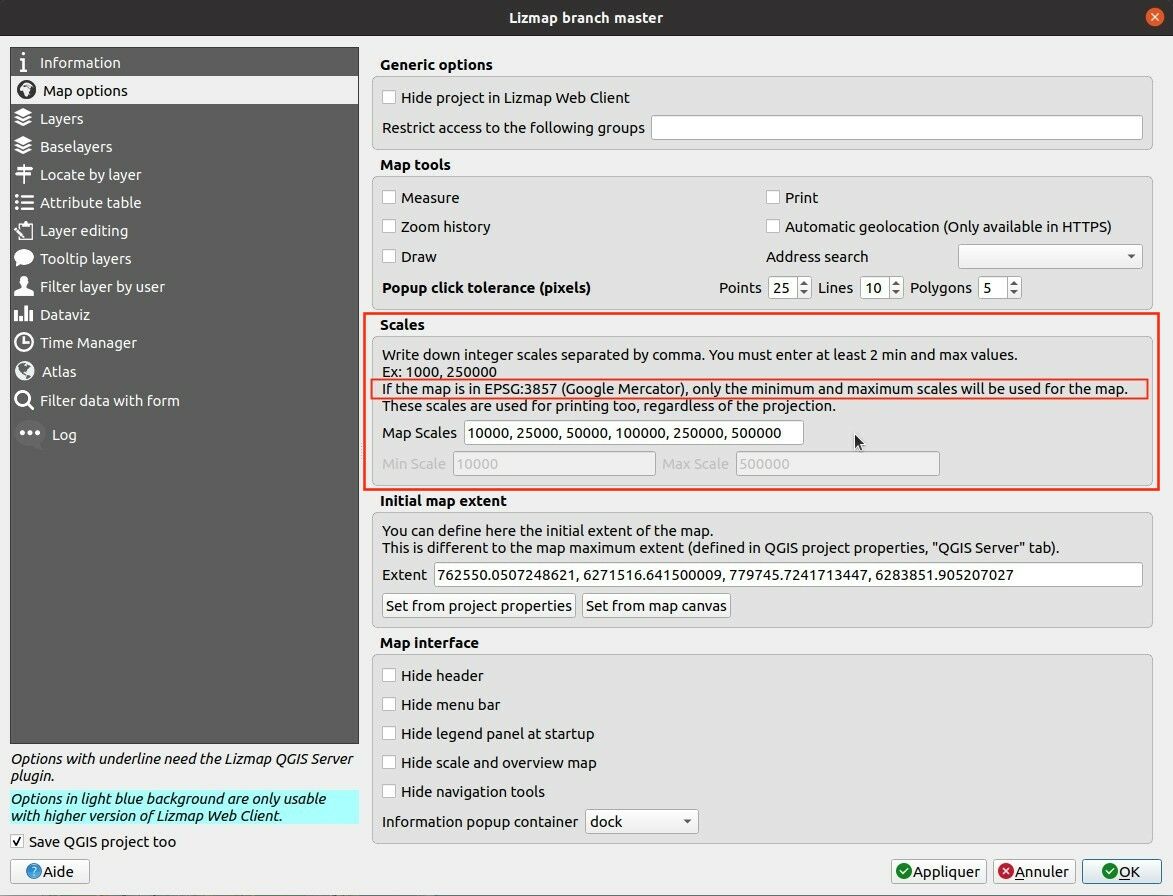 Lizmap branch master
Information
Map options
Layers
Baselayers
Locate by layer
Attribute table
Layer editing
Tooltip layers
Filter layer by user
Dataviz
Time Manager
Atlas
Filter data with form
Log
Options with underline need the Lizmap QGIS Server
plugin.
Options in light blue background are only usable
with higher version of Lizmap Web Client.
Save QGIS project too
Aide
Generic options
Hide project in Lizmap Web Client
Restrict access to the following groups
Map tools
Measure
Print
Zoom history
Automatic geolocation (Only available in HTTPS)
Draw
Address search
Popup click tolerance (pixels) Points 25 Lines 10 Polygons 5
Scales
Write down integer scales separated by comma. You must enter at least 2 min and max values.
Ex: 1000, 250000
If the map is in EPSG:3857 (Google Mercator), only the minimum and maximum scales will be used for the map.
These scales are used for printing too, regardless of the projection.
Map Scales 10000, 25000, 50000, 100000, 250000, 500000
Min Scale 10000 Max Scale 500000
Initial map extent
You can define here the initial extent of the map.
This is different to the map maximum extent (defined in QGIS project properties, "QGIS Server" tab).
Extent 762550.0507248621, 6271516.641500009, 779745.7241713447, 6283851.905207027
Set from project properties Set from map canvas
Map interface
Hide header
Hide menu bar
Hide legend panel at startup
Hide scale and overview map
Hide navigation tools
Information popup container dock
Appliquer Annuler OK